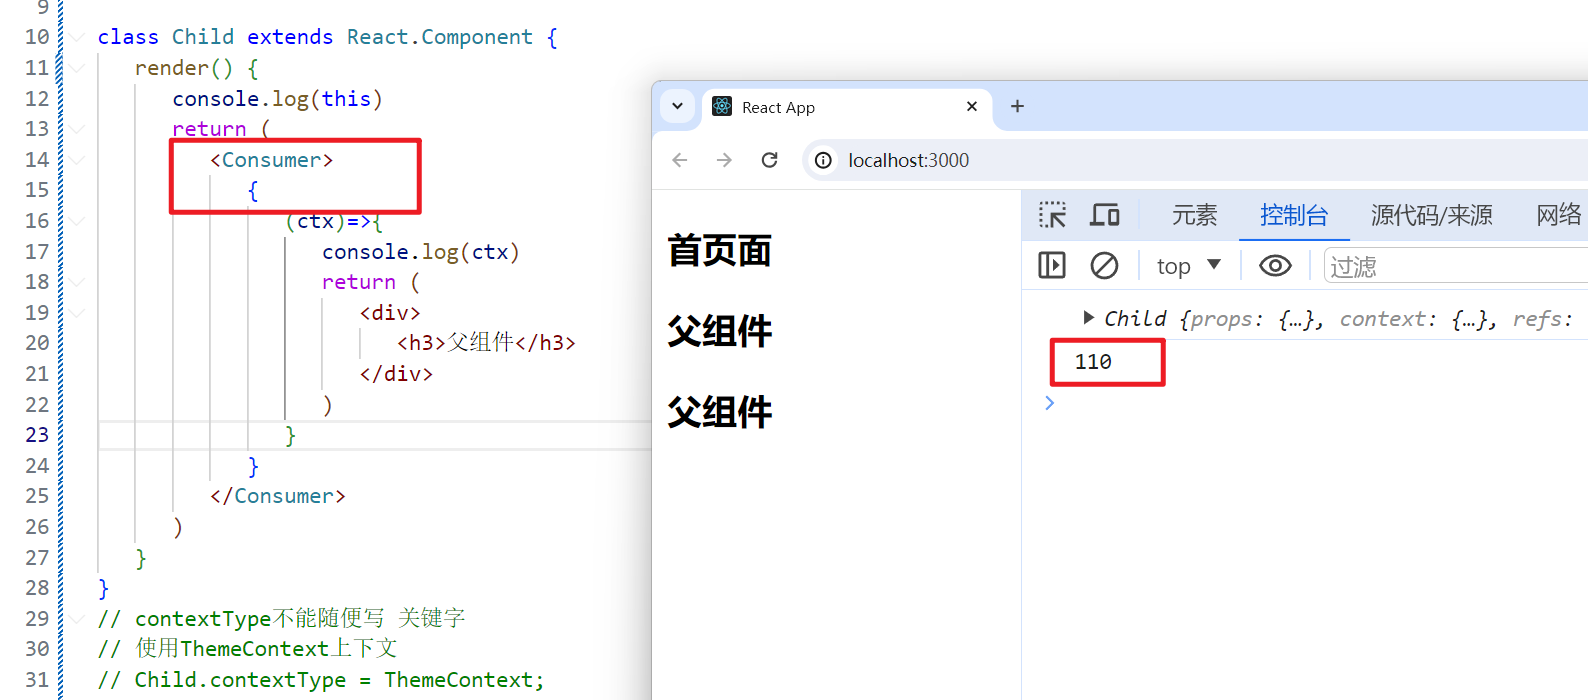 9
10 class Child extends React.Component {
11 render() {
12 console.log(this)
13 return (
14 <Consumer>
15 {
16 (ctx)=>{
17 console.log(ctx)
18 return (
19 <div>
20 <h3>父组件</h3>
21 </div>
22 )
23 }
24 }
25 </Consumer>
26 )
27 }
28 }
29 // contextType不能随便写 关键字
30 // 使用ThemeContext上下文
31 // Child.contextType = ThemeContext;
React App
localhost:3000
首页面
父组件
父组件
元素 控制台 源代码/来源 网络
top 过滤
Child {props: {…}, context: {…}, refs:
110